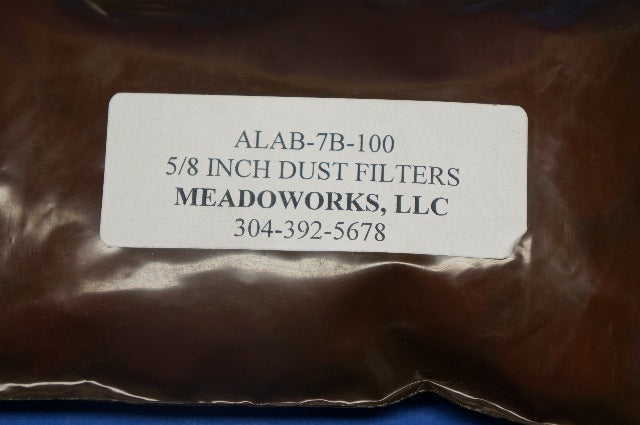 ALAB-7B-100
5/8 INCH DUST FILTERS
MEADOWORKS, LLC
304-392-5678